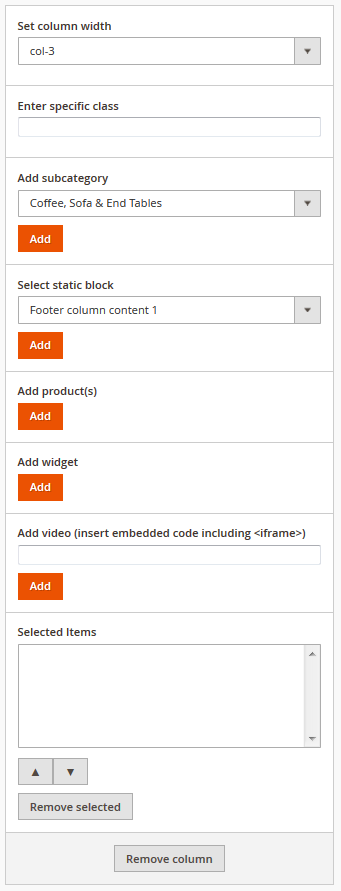 Set column width
col-3
Enter specific class
Add subcategory
Coffee, Sofa & End Tables
Add
Select static block
Footer column content 1
Add
Add product(s)
Add
Add widget
Add
Add video (insert embedded code including <iframe>)
Add
Selected Items
Remove selected
Remove column